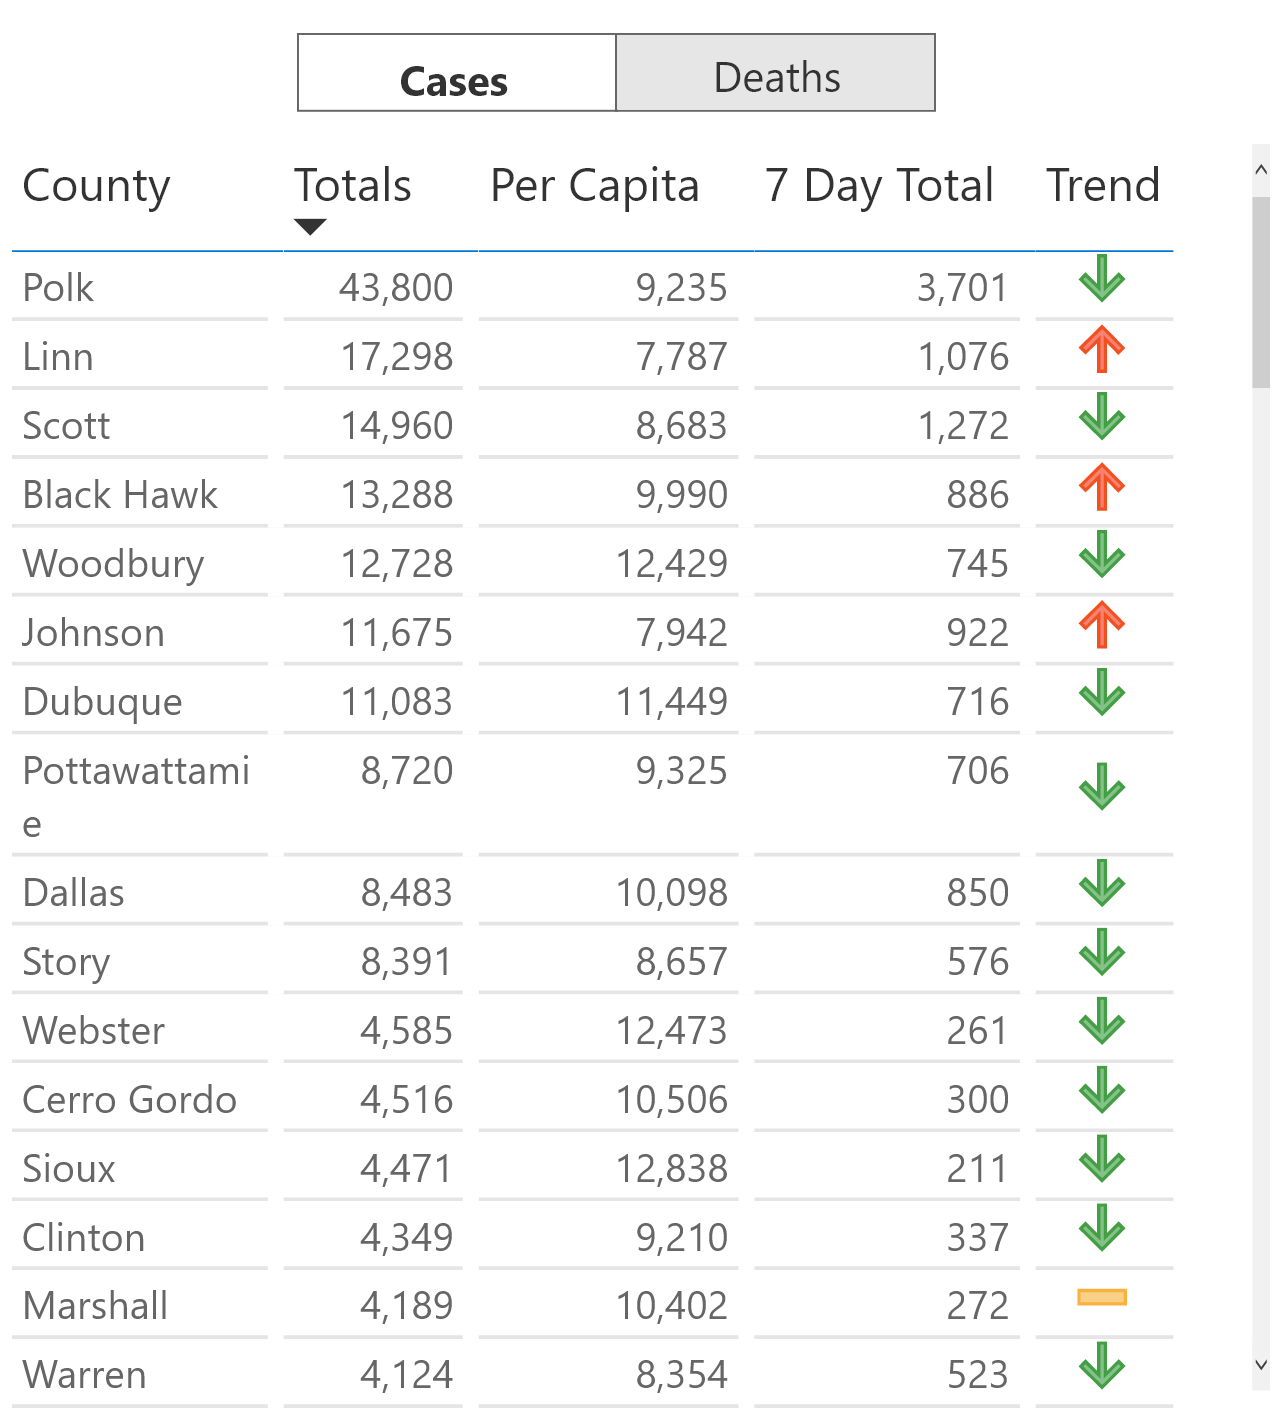 Cases Deaths
County Totals Per Capita 7 Day Total Trend
Polk 43,800 9,235 3,701
Linn 17,298 7,787 1,076
Scott 14,960 8,683 1,272
Black Hawk 13,288 9,990 886
Woodbury 12,728 12,429 745
Johnson 11,675 7,942 922
Dubuque 11,083 11,449 716
Pottawattami 8,720 9,325 706
e
Dallas 8,483 10,098 850
Story 8,391 8,657 576
Webster 4,585 12,473 261
Cerro Gordo 4,516 10,506 300
Sioux 4,471 12,838 211
Clinton 4,349 9,210 337
Marshall 4,189 10,402 272
Warren 4,124 8,354 523